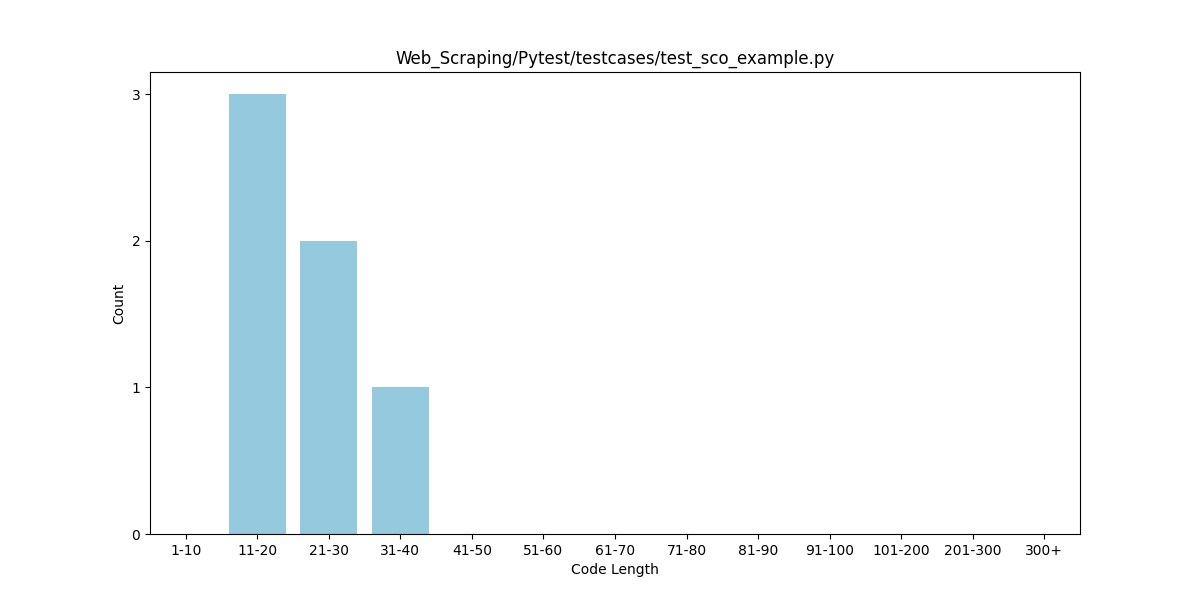 Web_Scraping/Pytest/testcases/test_sco_example.py
Count
3
2
1
0
1-10 11-20 21-30 31-40 41-50 51-60 61-70 71-80 81-90 91-100 101-200 201-300 300+
Code Length